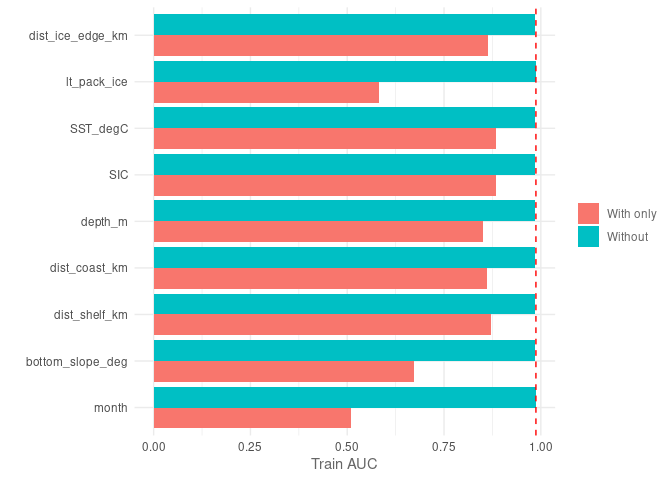 dist_ice_edge_km
lt_pack_ice
SST_degC
SIC
depth_m
dist_coast_km
dist_shelf_km
bottom_slope_deg
month
0.00 0.25 0.50 0.75 1.00
Train AUC
With only
Without